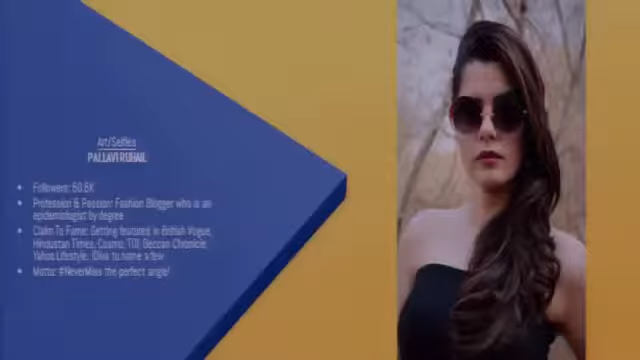 Art/Selfies
PALLAVI RUHAIL
Followers: 60.6K
Profession & Passion: Fashion Blogger who is an
epidemiologist by degree
Claim To Fame: Getting featured in British Vogue,
Hindustan Times, Cosmo, TOI, Deccan Chronicle,
Yahoo Lifestyle, iDiva to name a few
Motto: #NeverMiss the perfect angle!